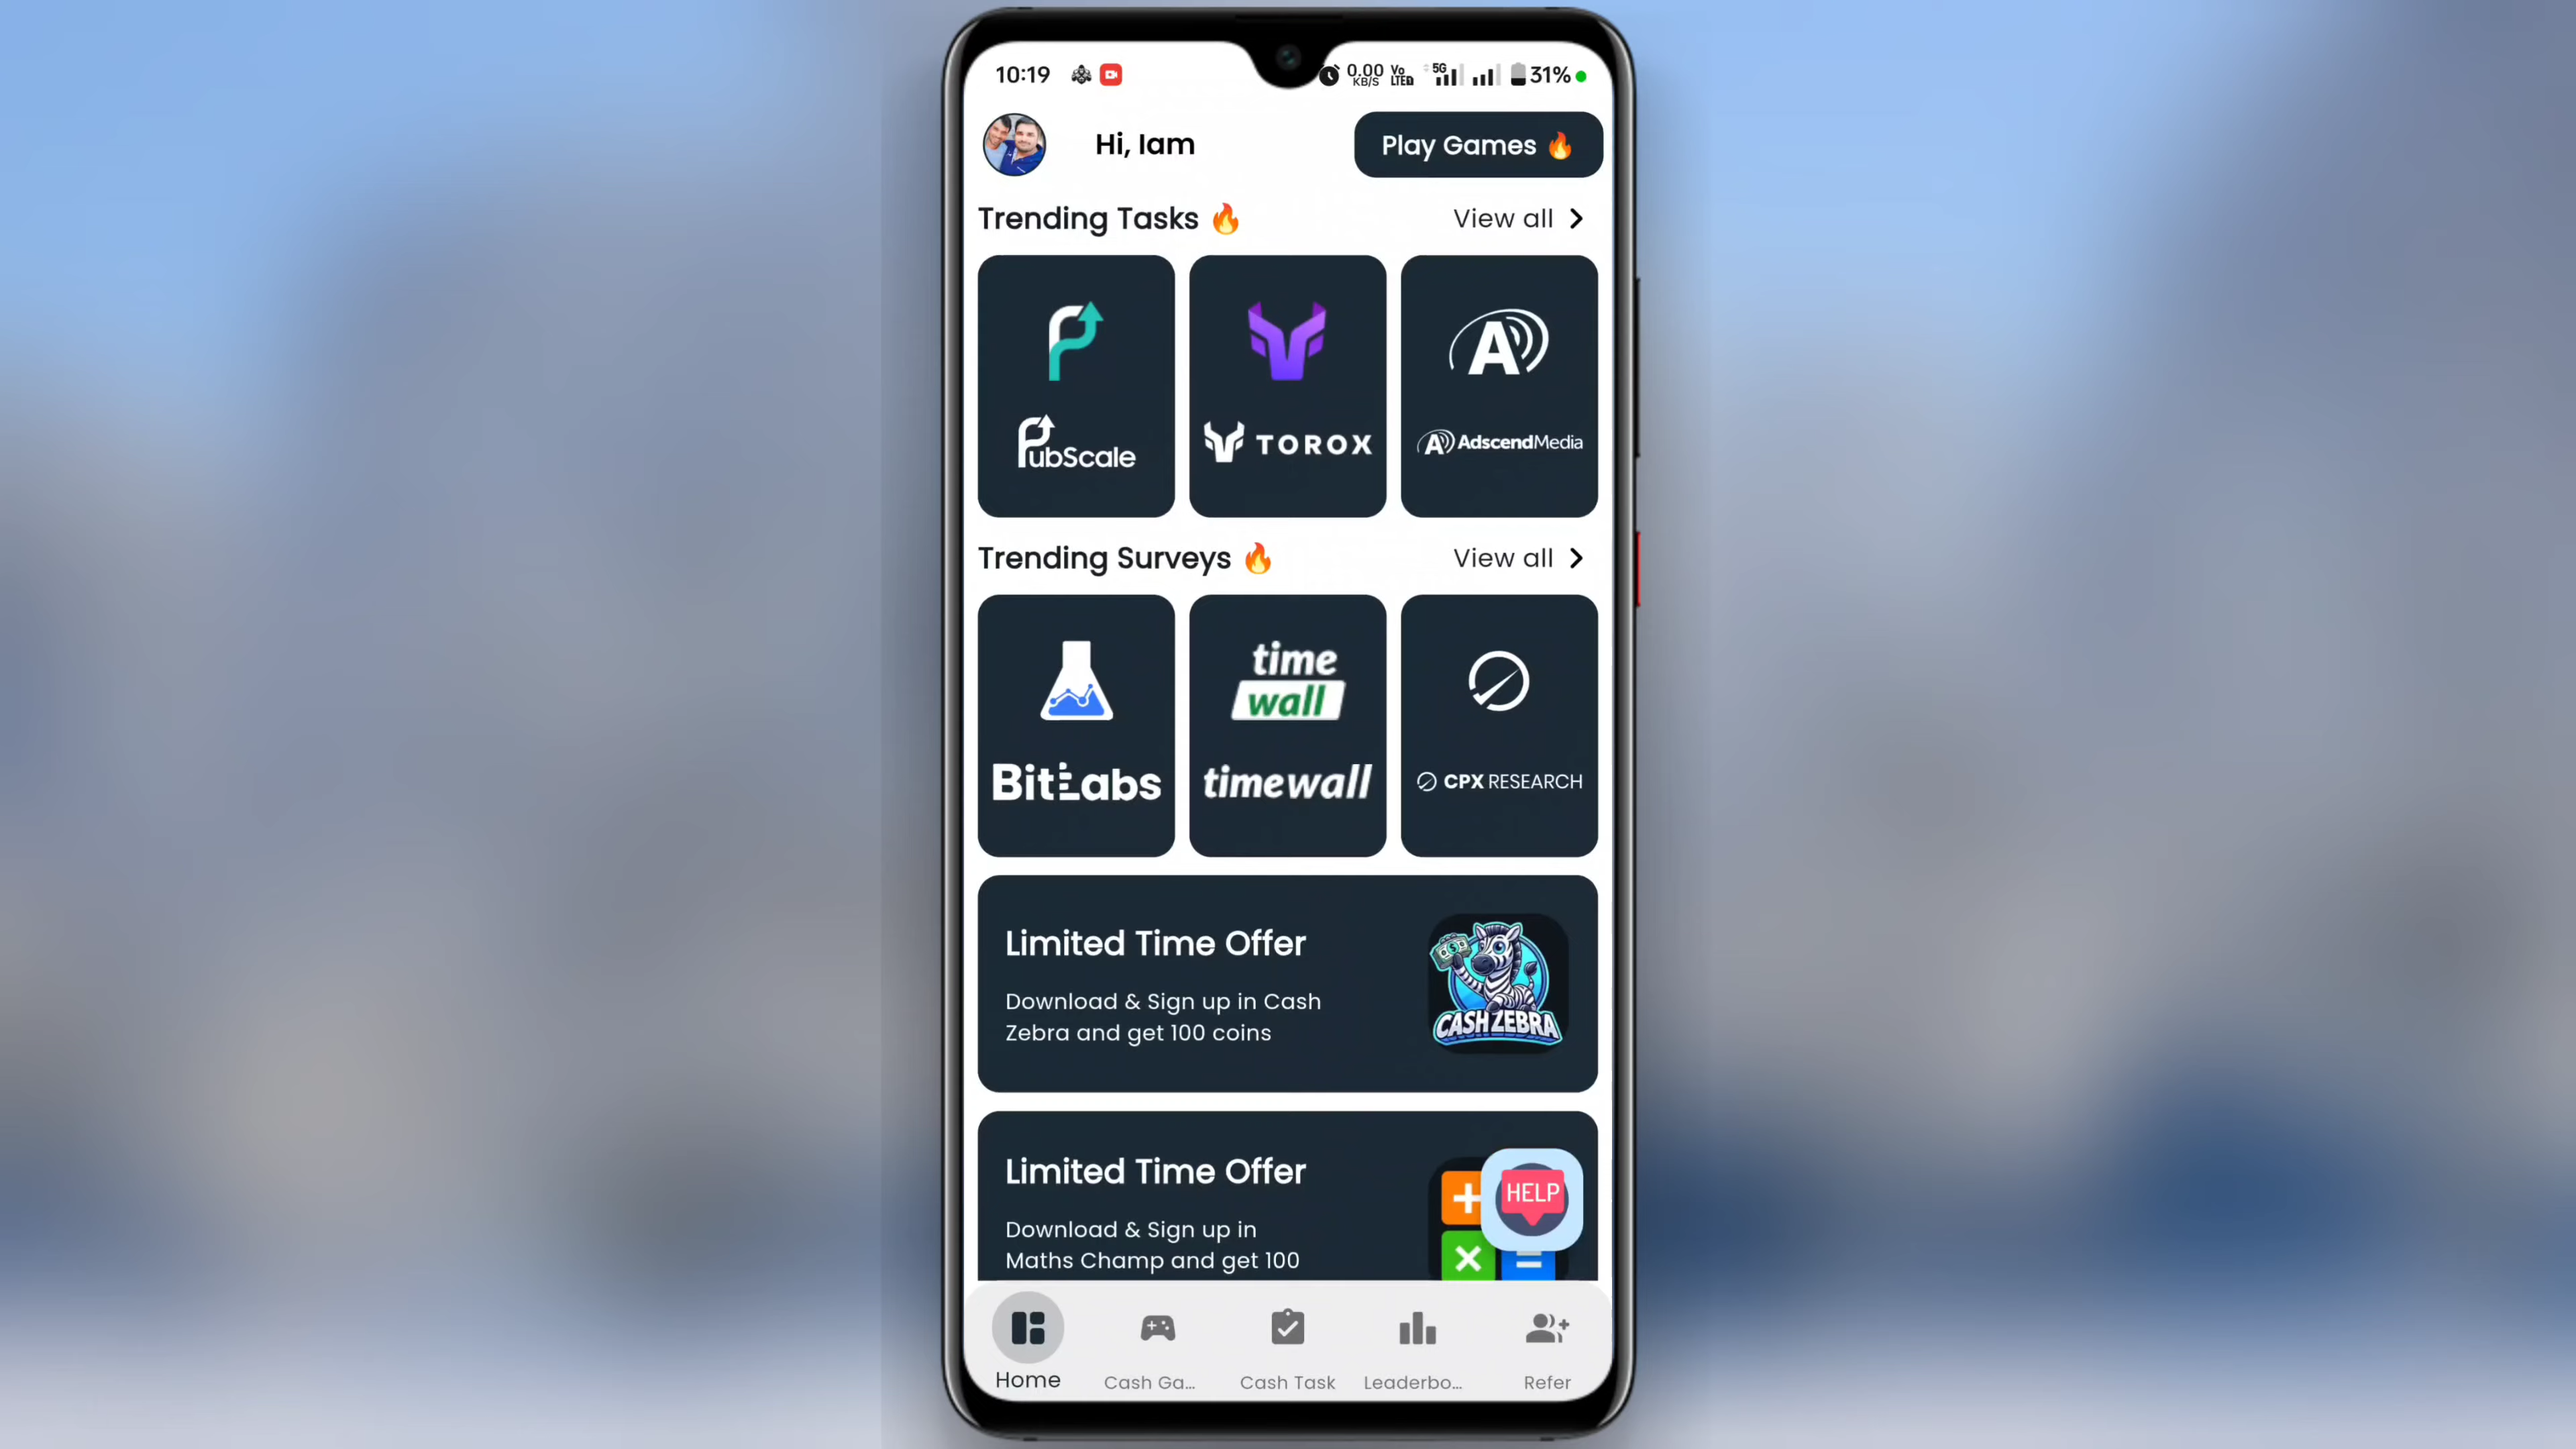 10:19 0.00 KB/S Vo LTE 5G 31%
Hi, Iam
Play Games
Trending Tasks
View all
PubScale
TOROX
AdscendMedia
Trending Surveys
View all
time
wall
BitLabs
timewall
CPX RESEARCH
Limited Time Offer
Download & Sign up in Cash
Zebra and get 100 coins
CASH ZEBRA
Limited Time Offer
Download & Sign up in
Maths Champ and get 100
HELP
Home
Cash Ga...
Cash Task
Leaderbo...
Refer